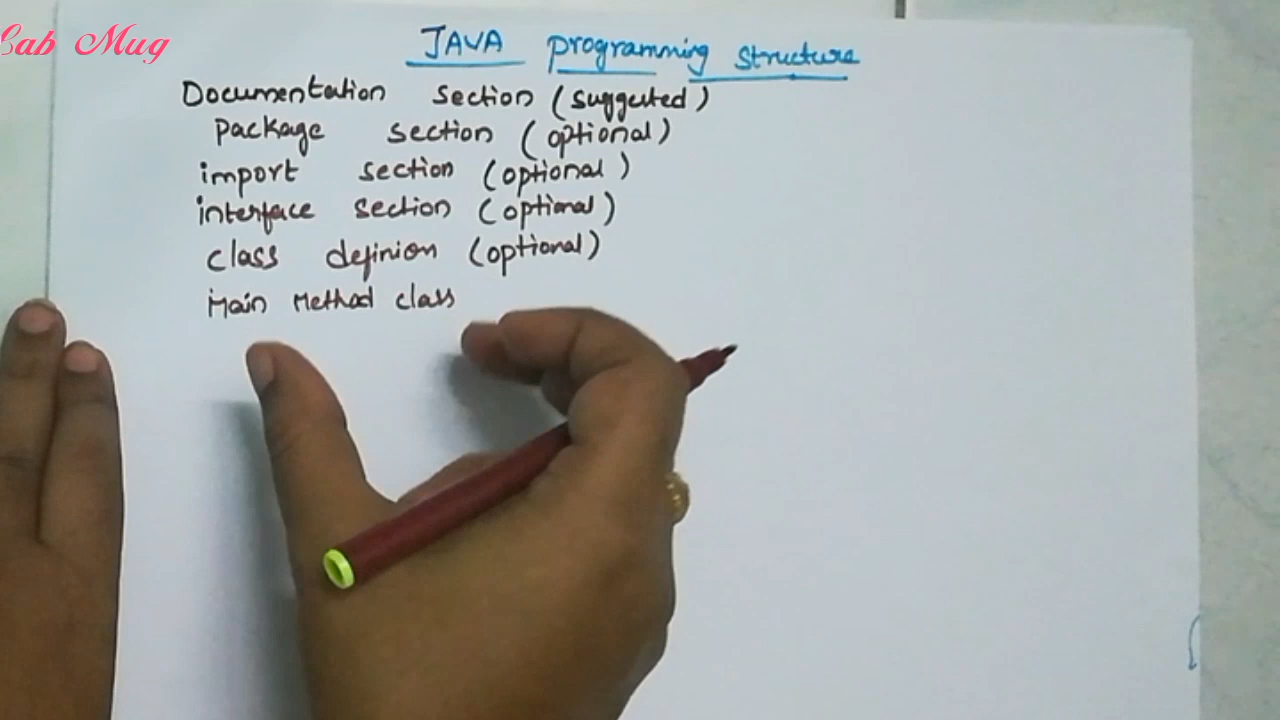 Sab Mug
JAVA programming structure
Documentation section (suggested)
package section (optional)
import section (optional)
interface section (optional)
class definion (optional)
Main Method class